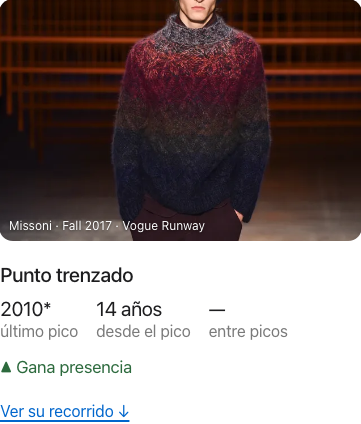 Missoni · Fall 2017 · Vogue Runway
Punto trenzado
2010* 14 años —
último pico desde el pico entre picos
▲ Gana presencia
Ver su recorrido ↓